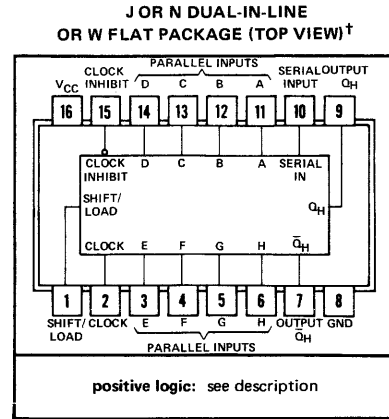 J OR N DUAL-IN-LINE
OR W FLAT PACKAGE (TOP VIEW)†
PARALLEL INPUTS
CLOCK SERIAL OUTPUT
VCC INHIBIT D C B A INPUT QH
16 15 14 13 12 11 10 9
CLOCK INHIBIT D C B A SERIAL IN
SHIFT/
LOAD
QH
CLOCK E F G H Q̅H
1 2 3 4 5 6 7 8
SHIFT/ CLOCK E F G H OUTPUT GND
LOAD Q̅H
PARALLEL INPUTS
positive logic: see description